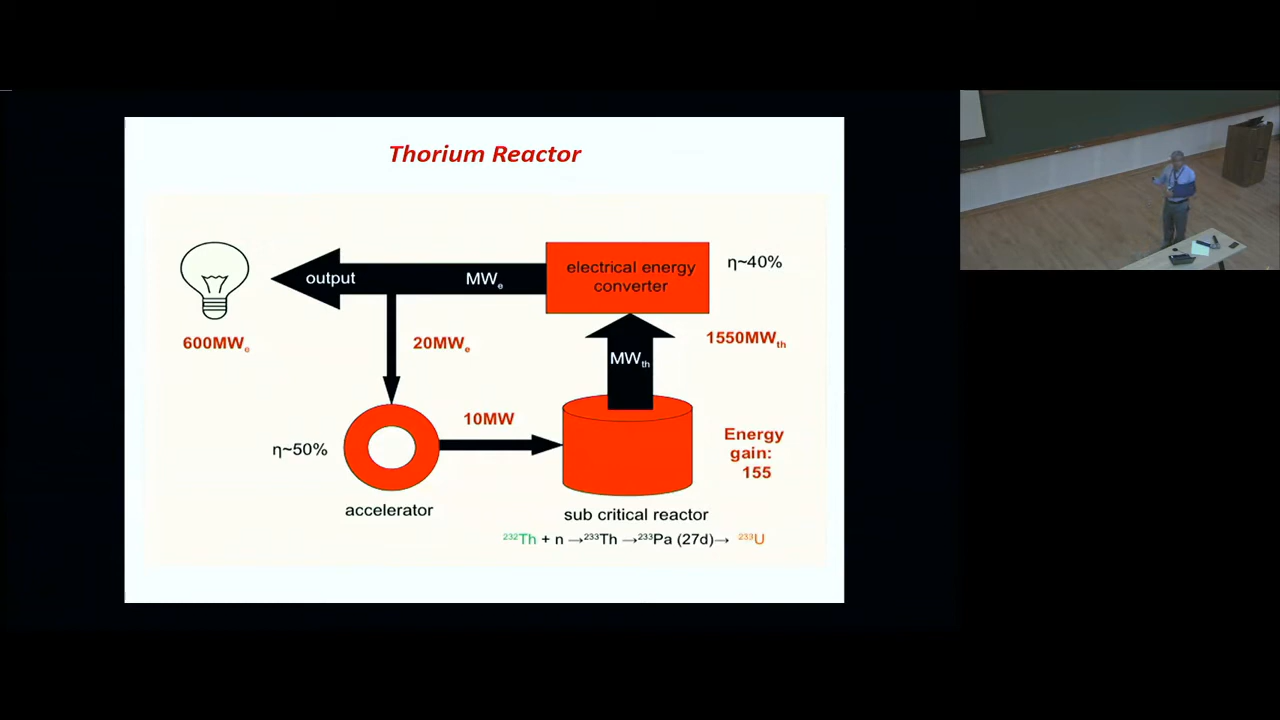 Thorium Reactor
electrical energy
converter
η~40%
output
MWₑ
600MWₑ
20MWₑ
MWth
1550MWth
η~50%
10MW
Energy
gain:
155
accelerator
sub critical reactor
²³²Th + n →²³³Th →²³³Pa (27d)→ ²³³U